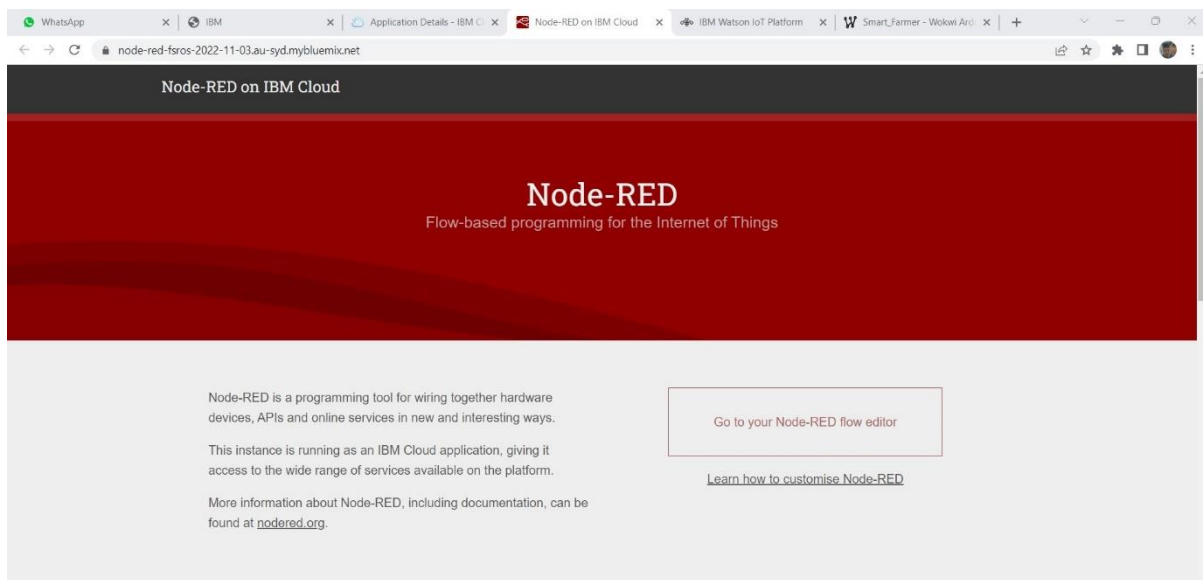 WhatsApp
IBM
Application Details - IBM Cl
Node-RED on IBM Cloud
IBM Watson IoT Platform
Smart_Farmer - Wokwi Ard
node-red-fsros-2022-11-03.au-syd.mybluemix.net
Node-RED on IBM Cloud
Node-RED
Flow-based programming for the Internet of Things
Node-RED is a programming tool for wiring together hardware
devices, APIs and online services in new and interesting ways.
This instance is running as an IBM Cloud application, giving it
access to the wide range of services available on the platform.
More information about Node-RED, including documentation, can be
found at nodered.org.
Go to your Node-RED flow editor
Learn how to customise Node-RED